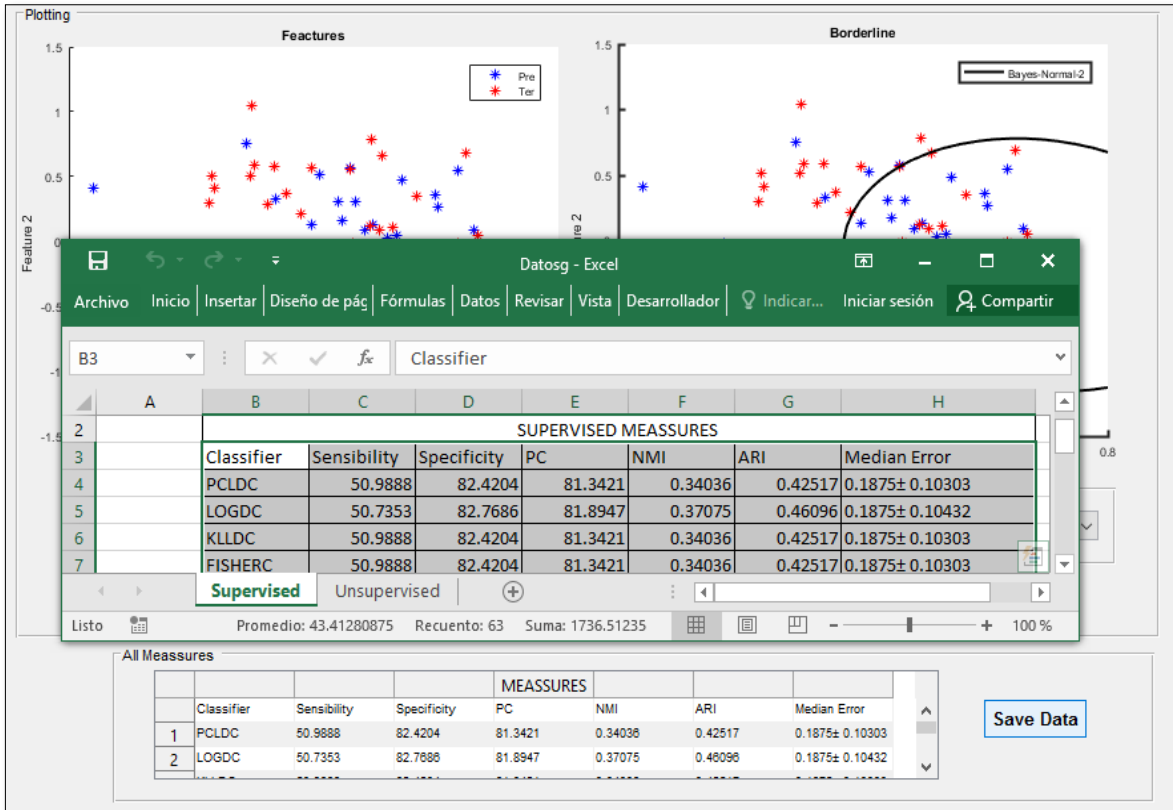 Plotting
Feactures
Borderline
1.5
1
0.5
0
-0.5
-1
-1.5
Feature 2
Pre
Ter
1.5
1
0.5
0.8
Bayes-Normal-2
Datosg - Excel
Archivo Inicio Insertar Diseño de pág Fórmulas Datos Revisar Vista Desarrollador Indicar... Iniciar sesión Compartir
B3 fx Classifier
A B C D E F G H
2 SUPERVISED MEASSURES
3 Classifier Sensibility Specificity PC NMI ARI Median Error
4 PCLDC 50.9888 82.4204 81.3421 0.34036 0.42517 0.1875± 0.10303
5 LOGDC 50.7353 82.7686 81.8947 0.37075 0.46096 0.1875± 0.10432
6 KLLDC 50.9888 82.4204 81.3421 0.34036 0.42517 0.1875± 0.10303
7 FISHERC 50.9888 82.4204 81.3421 0.34036 0.42517 0.1875± 0.10303
Supervised Unsupervised
Listo Promedio: 43.41280875 Recuento: 63 Suma: 1736.51235 100 %
All Meassures
MEASSURES
Classifier Sensibility Specificity PC NMI ARI Median Error
1 PCLDC 50.9888 82.4204 81.3421 0.34036 0.42517 0.1875± 0.10303
2 LOGDC 50.7353 82.7686 81.8947 0.37075 0.46096 0.1875± 0.10432
Save Data